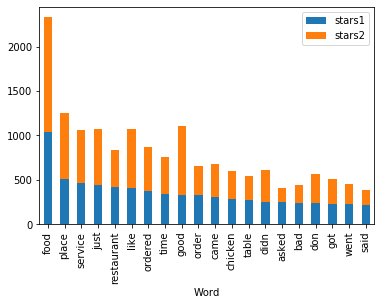 stars1
stars2
2000
1500
1000
500
0
food
place
service
just
restaurant
like
ordered
time
good
order
came
chicken
table
didn
asked
bad
don
got
went
said
Word